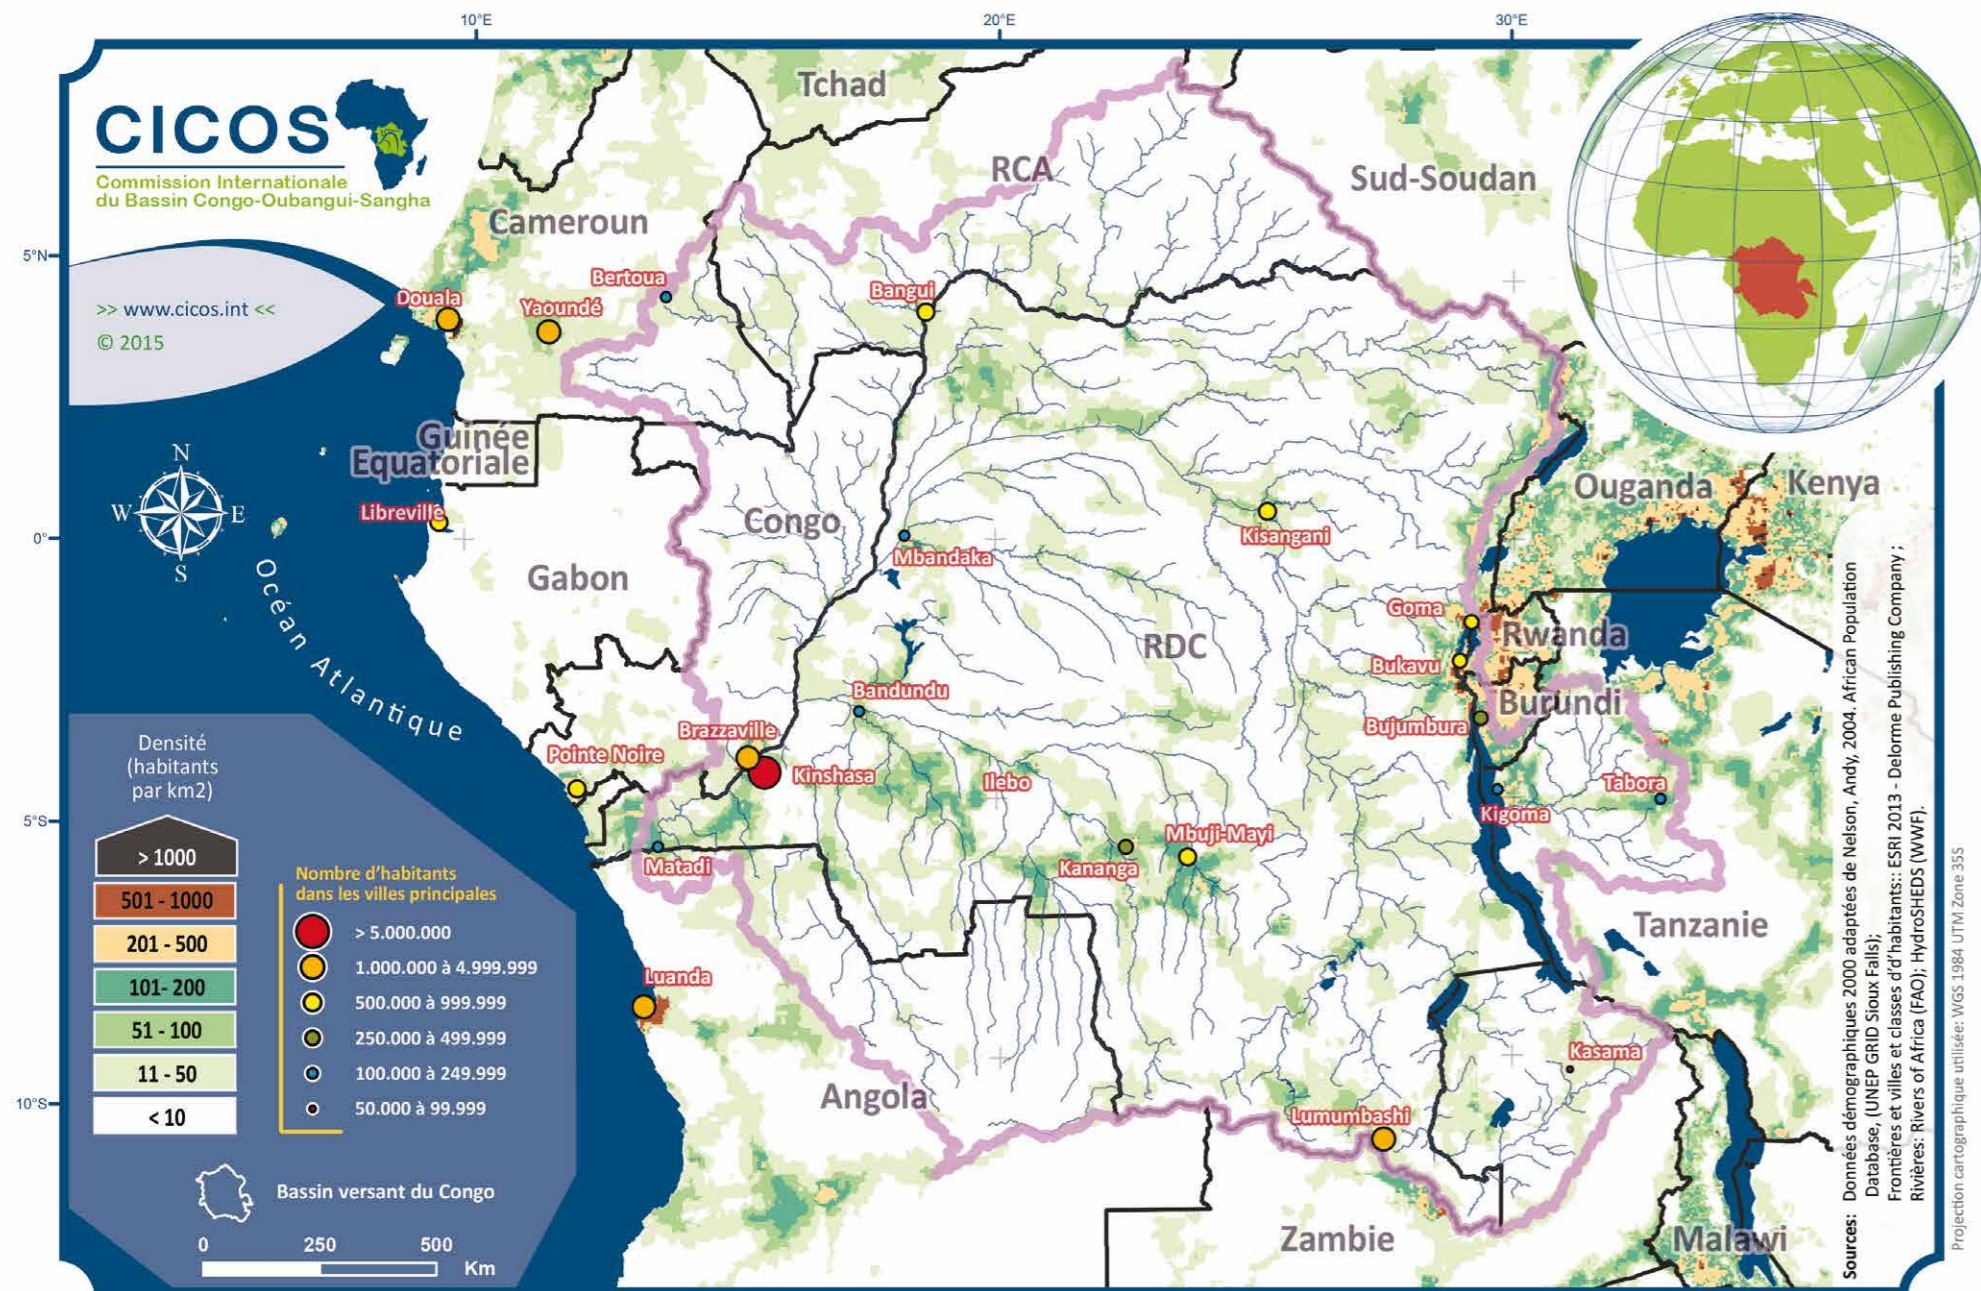 10°E
20°E
30°E
CICOS
Commission Internationale
du Bassin Congo-Oubangui-Sangha
>> www.cicos.int <<
© 2015
5°N
0°
5°S
10°S
N
W
E
S
Océan Atlantique
Tchad
RCA
Sud-Soudan
Cameroun
Bertoua
Bangui
Douala
Yaoundé
Guinée
Equatoriale
Libreville
Congo
Gabon
Mbandaka
Kisangani
Ouganda
Kenya
Goma
Rwanda
RDC
Bukavu
Burundi
Bandundu
Bujumbura
Brazzaville
Pointe Noire
Kinshasa
Ilebo
Tabora
Kigoma
Mbuji-Mayi
Kananga
Matadi
Tanzanie
Luanda
Kasama
Angola
Lumumbashi
Zambie
Malawi
Densité
(habitants
par km2)
> 1000
501 - 1000
201 - 500
101- 200
51 - 100
11 - 50
< 10
Nombre d'habitants
dans les villes principales
> 5.000.000
1.000.000 à 4.999.999
500.000 à 999.999
250.000 à 499.999
100.000 à 249.999
50.000 à 99.999
Bassin versant du Congo
0
250
500
Km
Sources: Données démographiques 2000 adaptées de Nelson, Andy, 2004. African Population
Database, (UNEP GRID Sioux Falls);
Frontières et villes et classes d'd'habitants:: ESRI 2013 - Delorme Publishing Company ;
Rivières: Rivers of Africa (FAO); HydroSHEDS (WWF).
Projection cartographique utilisée: WGS 1984 UTM Zone 35S